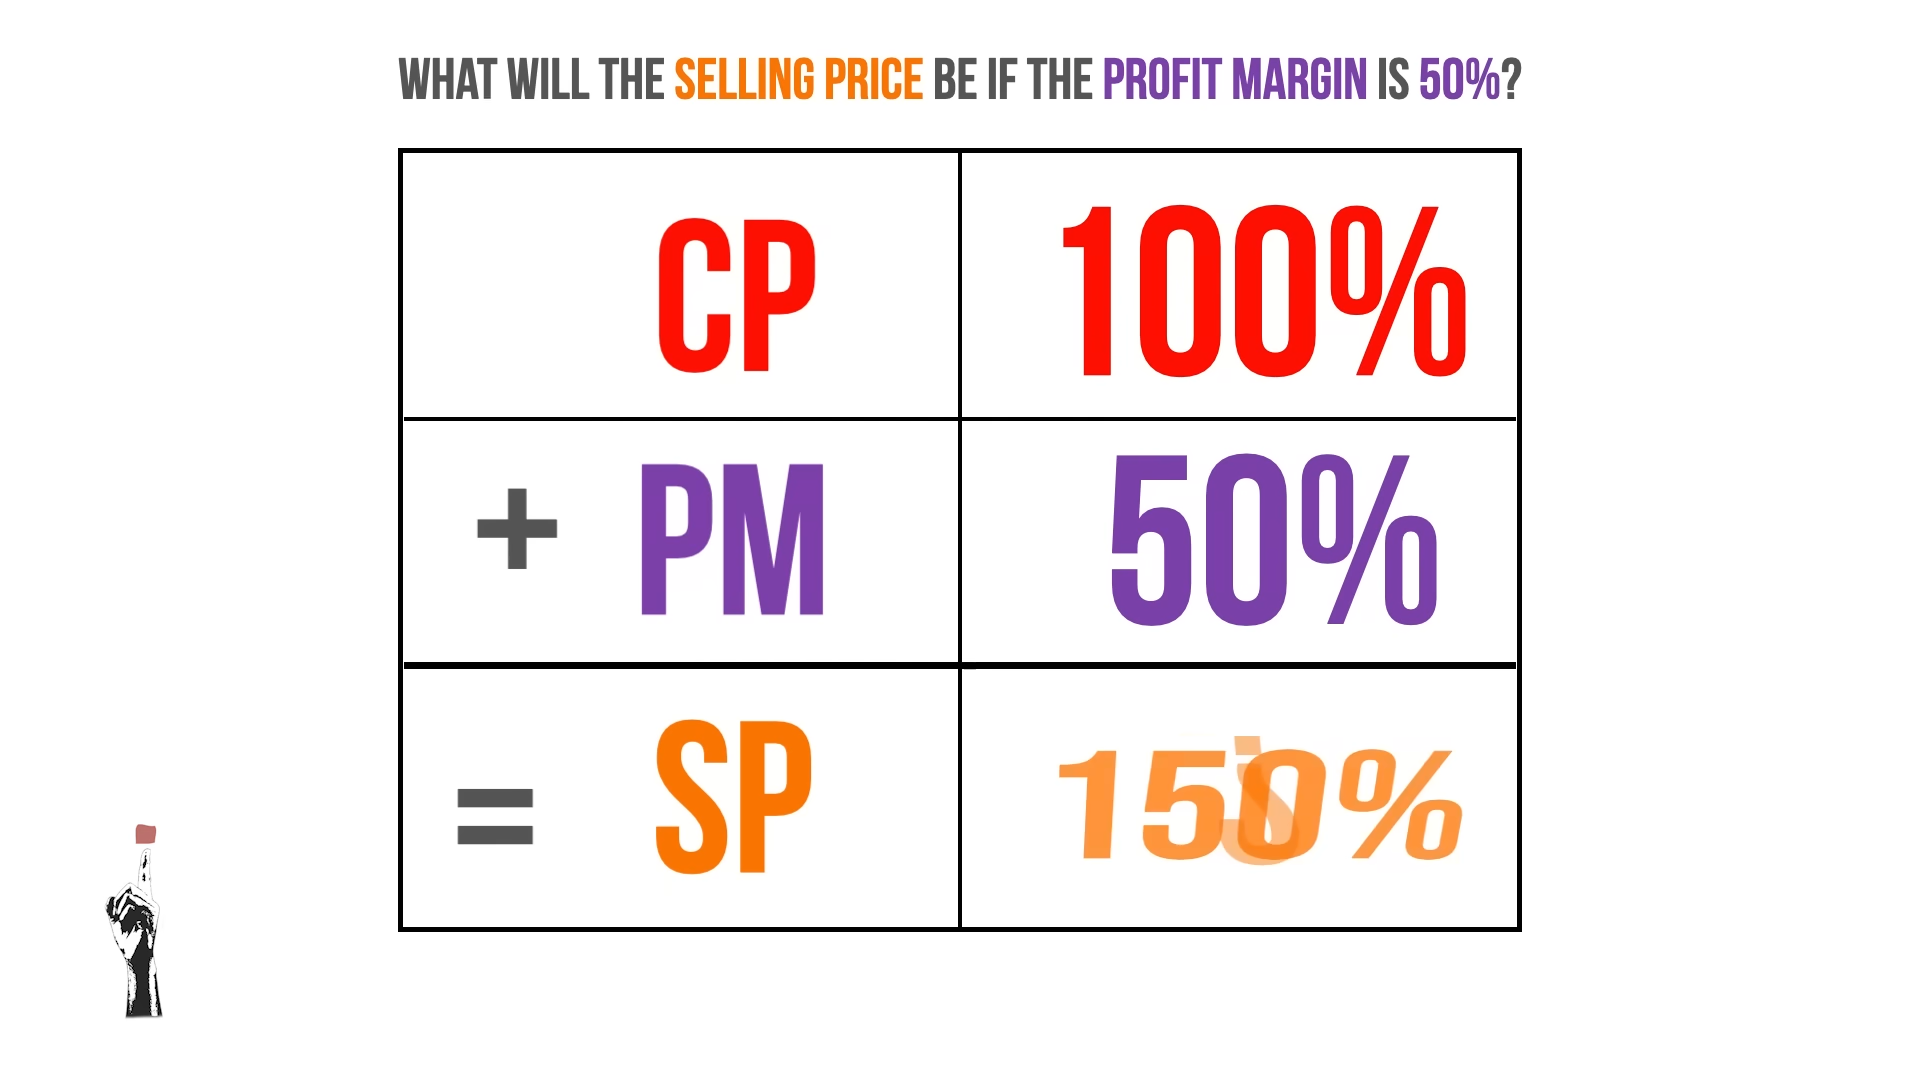 WHAT WILL THE SELLING PRICE BE IF THE PROFIT MARGIN IS 50%?
CP 100%
+ PM 50%
= SP 150%